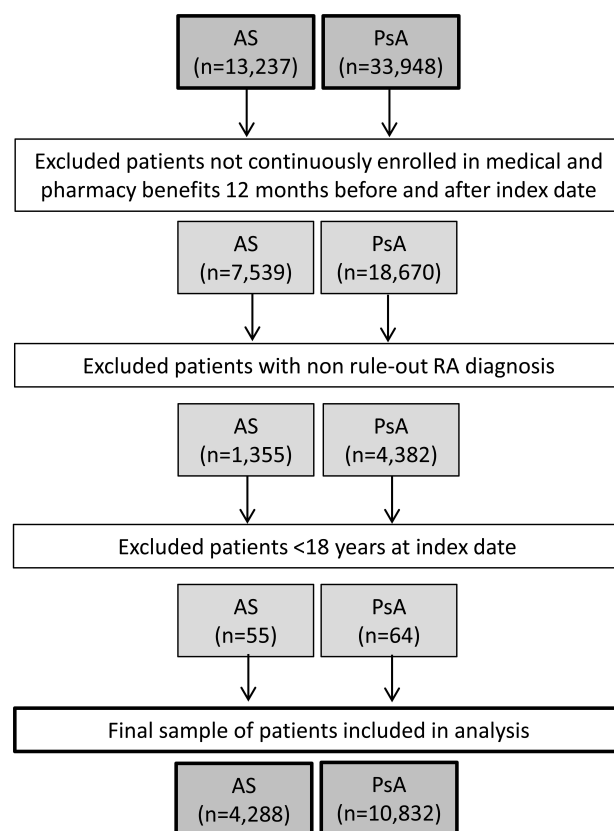 AS
(n=13,237)
PsA
(n=33,948)
Excluded patients not continuously enrolled in medical and
pharmacy benefits 12 months before and after index date
AS
(n=7,539)
PsA
(n=18,670)
Excluded patients with non rule-out RA diagnosis
AS
(n=1,355)
PsA
(n=4,382)
Excluded patients <18 years at index date
AS
(n=55)
PsA
(n=64)
Final sample of patients included in analysis
AS
(n=4,288)
PsA
(n=10,832)